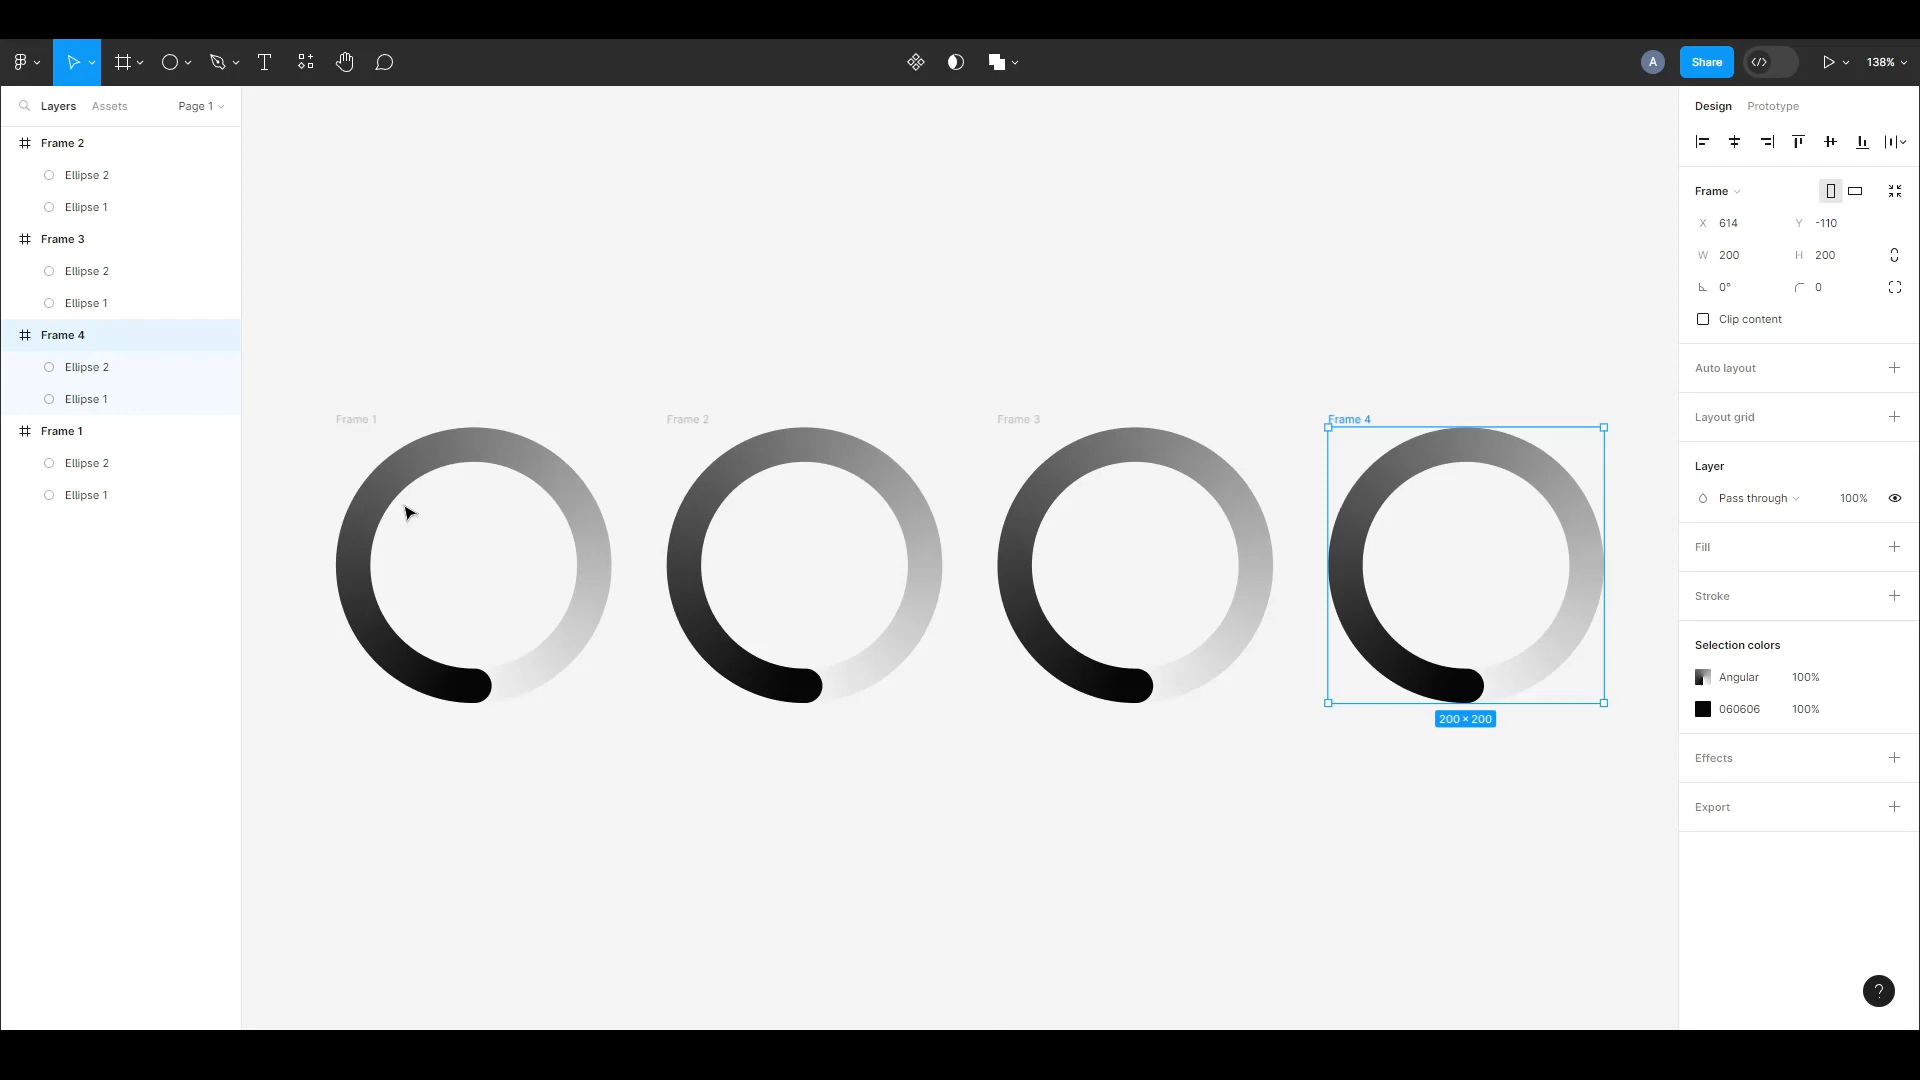 A
Share
138%
Layers
Assets
Page 1
Design
Prototype
Frame 2
Ellipse 2
Ellipse 1
Frame 3
Ellipse 2
Ellipse 1
Frame 4
Ellipse 2
Ellipse 1
Frame 1
Ellipse 2
Ellipse 1
Frame 1
Frame 2
Frame 3
Frame 4
200 × 200
Frame
X 614 Y -110
W 200 H 200
0° 0
Clip content
Auto layout
Layout grid
Layer
Pass through 100%
Fill
Stroke
Selection colors
Angular 100%
060606 100%
Effects
Export
?